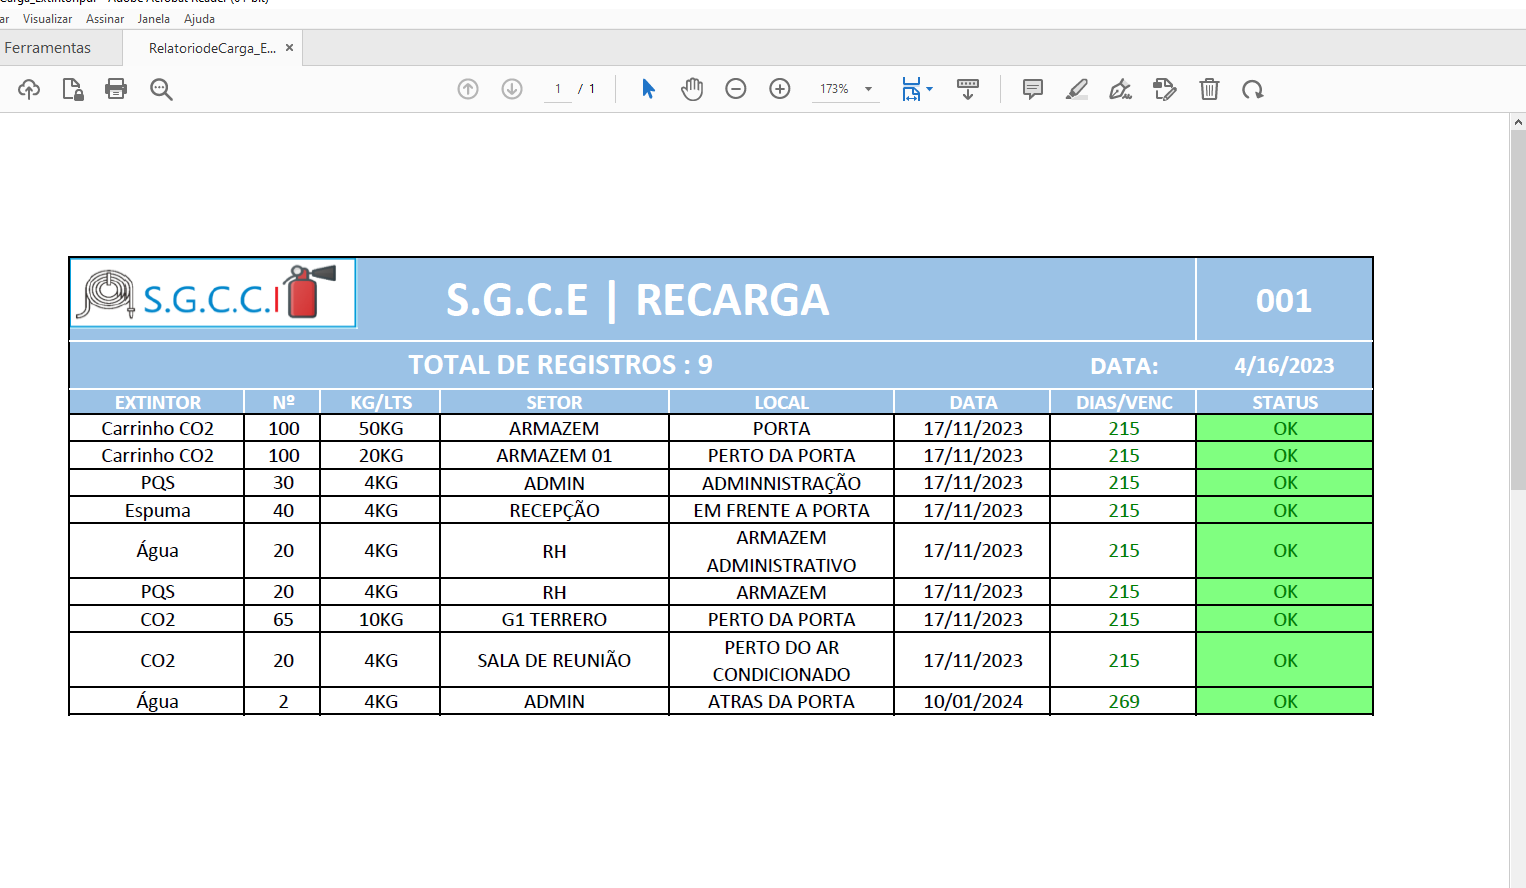 ar Visualizar Assinar Janela Ajuda
Ferramentas RelatoriodeCarga_E... ×
1 / 1 173%
S.G.C.C.I S.G.C.E | RECARGA 001
TOTAL DE REGISTROS : 9 DATA: 4/16/2023
EXTINTOR Nº KG/LTS SETOR LOCAL DATA DIAS/VENC STATUS
Carrinho CO2 100 50KG ARMAZEM PORTA 17/11/2023 215 OK
Carrinho CO2 100 20KG ARMAZEM 01 PERTO DA PORTA 17/11/2023 215 OK
PQS 30 4KG ADMIN ADMINNISTRAÇÃO 17/11/2023 215 OK
Espuma 40 4KG RECEPÇÃO EM FRENTE A PORTA 17/11/2023 215 OK
Água 20 4KG RH ARMAZEM ADMINISTRATIVO 17/11/2023 215 OK
PQS 20 4KG RH ARMAZEM 17/11/2023 215 OK
CO2 65 10KG G1 TERRERO PERTO DA PORTA 17/11/2023 215 OK
CO2 20 4KG SALA DE REUNIÃO PERTO DO AR CONDICIONADO 17/11/2023 215 OK
Água 2 4KG ADMIN ATRAS DA PORTA 10/01/2024 269 OK